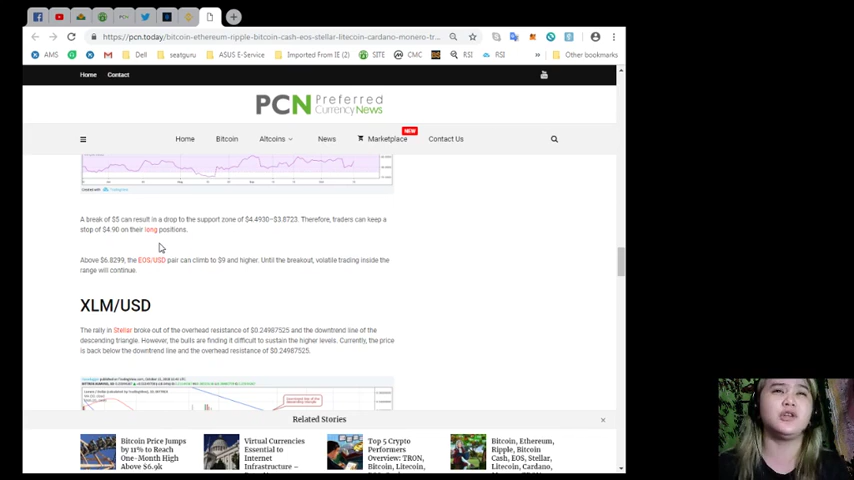 https://pcn.today/bitcoin-ethereum-ripple-bitcoin-cash-eos-stellar-litecoin-cardano-monero-tr...
AMS
Dell
seatguru
ASUS E-Service
Imported From IE (2)
SITE
CMC
RSI
RSI
»
Other bookmarks
Home Contact
PCN Preferred
Currency News
NEW
Home Bitcoin Altcoins News Marketplace Contact Us
A break of $5 can result in a drop to the support zone of $4.4930–$3.8723. Therefore, traders can keep a
stop of $4.90 on their long positions.
Above $6.8299, the EOS/USD pair can climb to $9 and higher. Until the breakout, volatile trading inside the
range will continue.
XLM/USD
The rally in Stellar broke out of the overhead resistance of $0.24987525 and the downtrend line of the
descending triangle. However, the bulls are finding it difficult to sustain the higher levels. Currently, the price
is back below the downtrend line and the overhead resistance of $0.24987525.
Related Stories
Bitcoin Price Jumps
by 11% to Reach
One-Month High
Above $6.9k
Virtual Currencies
Essential to
Internet
Infrastructure –
Top 5 Crypto
Performers
Overview: TRON,
Bitcoin, Litecoin,
Bitcoin, Ethereum,
Ripple, Bitcoin
Cash, EOS, Stellar,